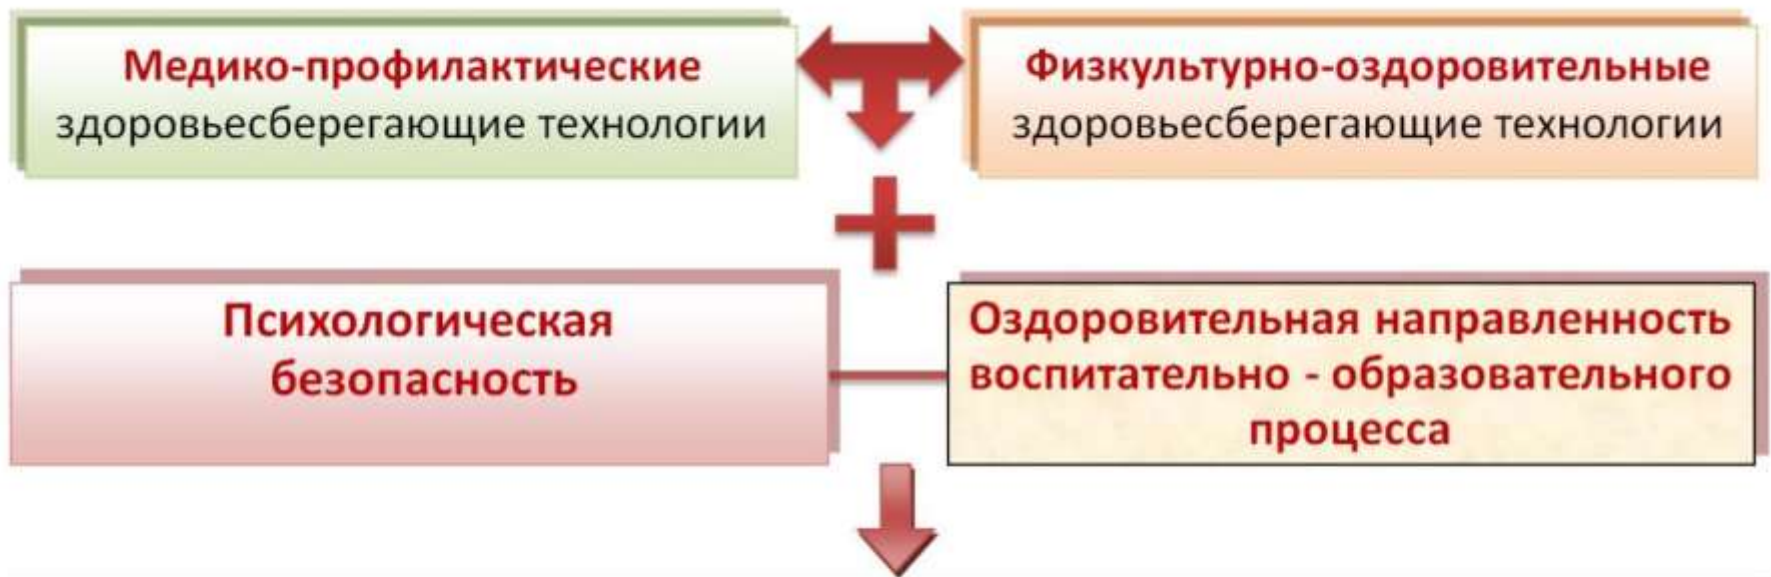 Медико-профилактические
здоровьесберегающие технологии
Физкультурно-оздоровительные
здоровьесберегающие технологии
Психологическая
безопасность
Оздоровительная направленность
воспитательно - образовательного
процесса